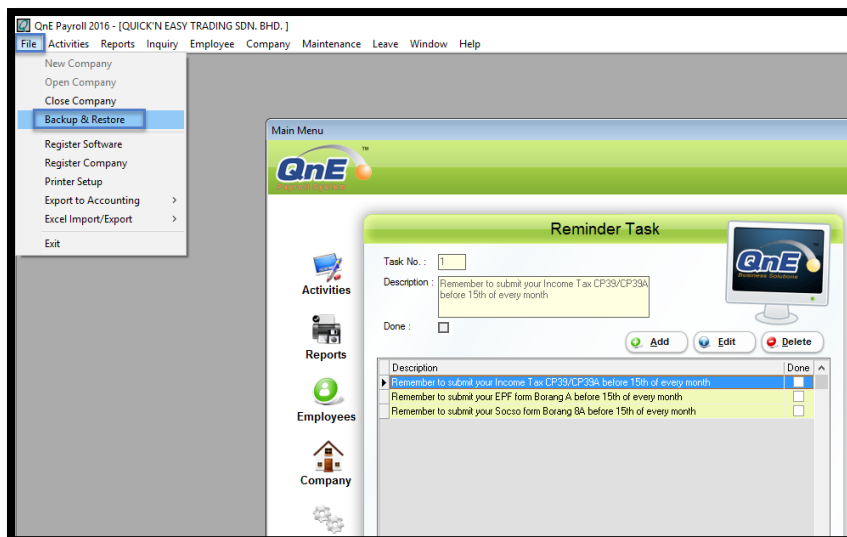 QnE Payroll 2016 - [QUICK'N EASY TRADING SDN. BHD. ]
File Activities Reports Inquiry Employee Company Maintenance Leave Window Help
New Company
Open Company
Close Company
Backup & Restore
Register Software
Register Company
Printer Setup
Export to Accounting >
Excel Import/Export >
Exit
Main Menu
QnE ™
Reminder Task
Task No. : 1
Description : Remember to submit your Income Tax CP39/CP39A
before 15th of every month
Done :
QnE
Business Solutions
Add Edit Delete
Activities
Reports
Employees
Company
Description Done
Remember to submit your Income Tax CP39/CP39A before 15th of every month
Remember to submit your EPF form Borang A before 15th of every month
Remember to submit your Socso form Borang 8A before 15th of every month